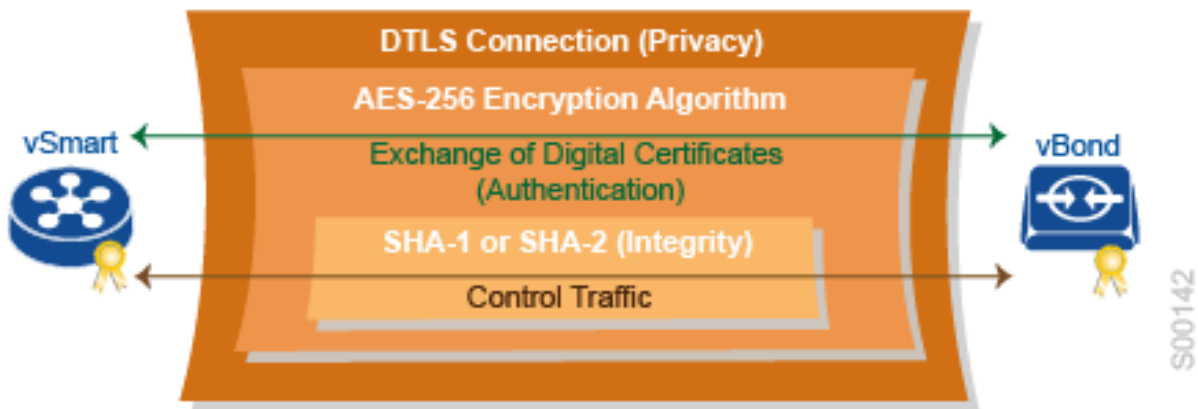 DTLS Connection (Privacy)
AES-256 Encryption Algorithm
vSmart
Exchange of Digital Certificates
(Authentication)
vBond
SHA-1 or SHA-2 (Integrity)
Control Traffic
S00142